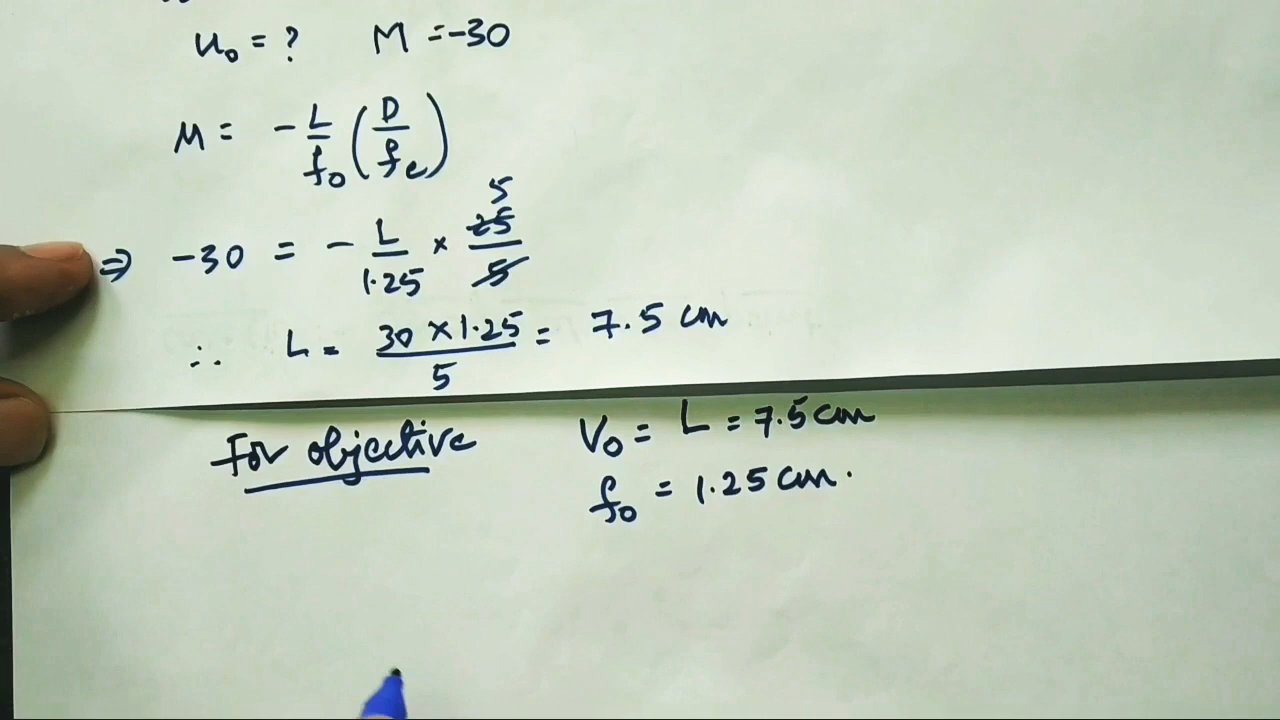 u₀ = ? M = -30
M = - L/f₀ (D/fe)
⇒ -30 = - L/1.25 × 25/5 5
∴ L = 30 × 1.25/5 = 7.5 cm
For objective V₀ = L = 7.5 cm
f₀ = 1.25 cm.